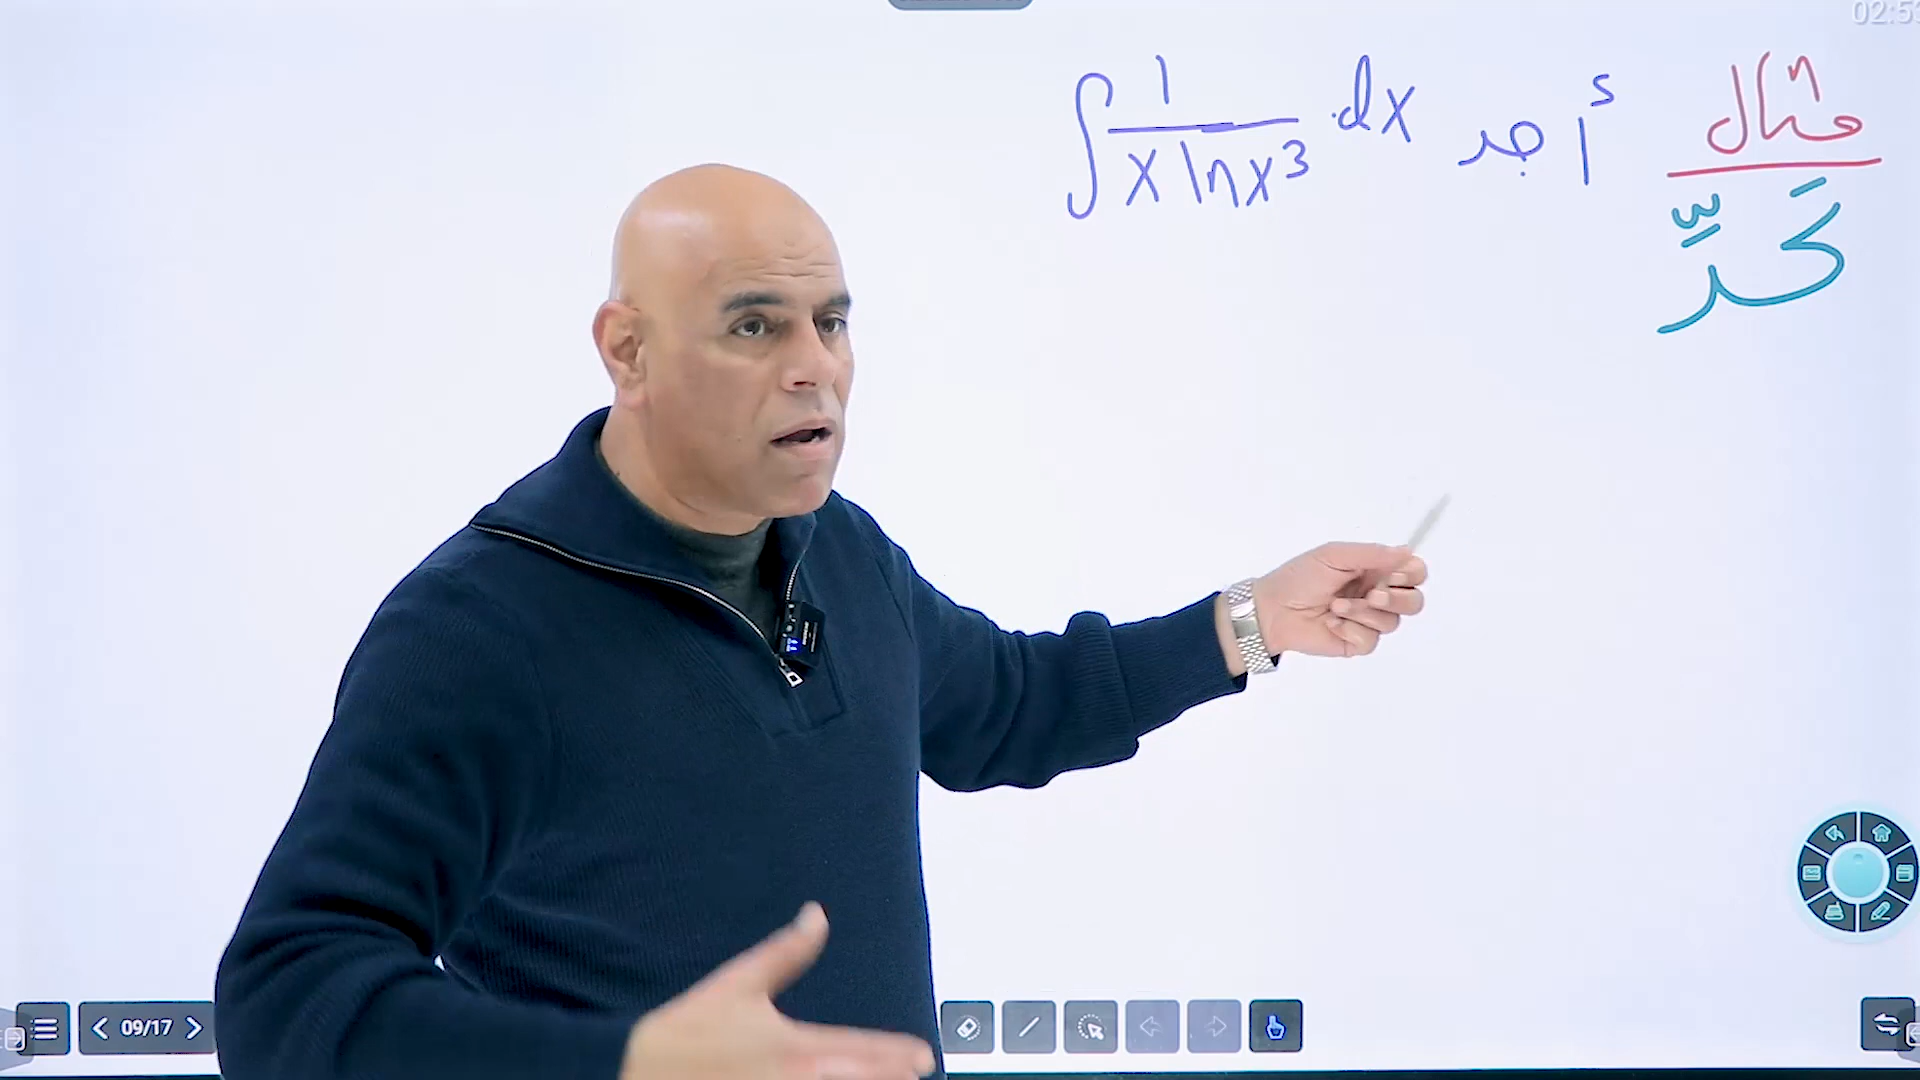 مثال أجد ∫ 1/(x ln x³) · dx
تحدٍّ
09/17